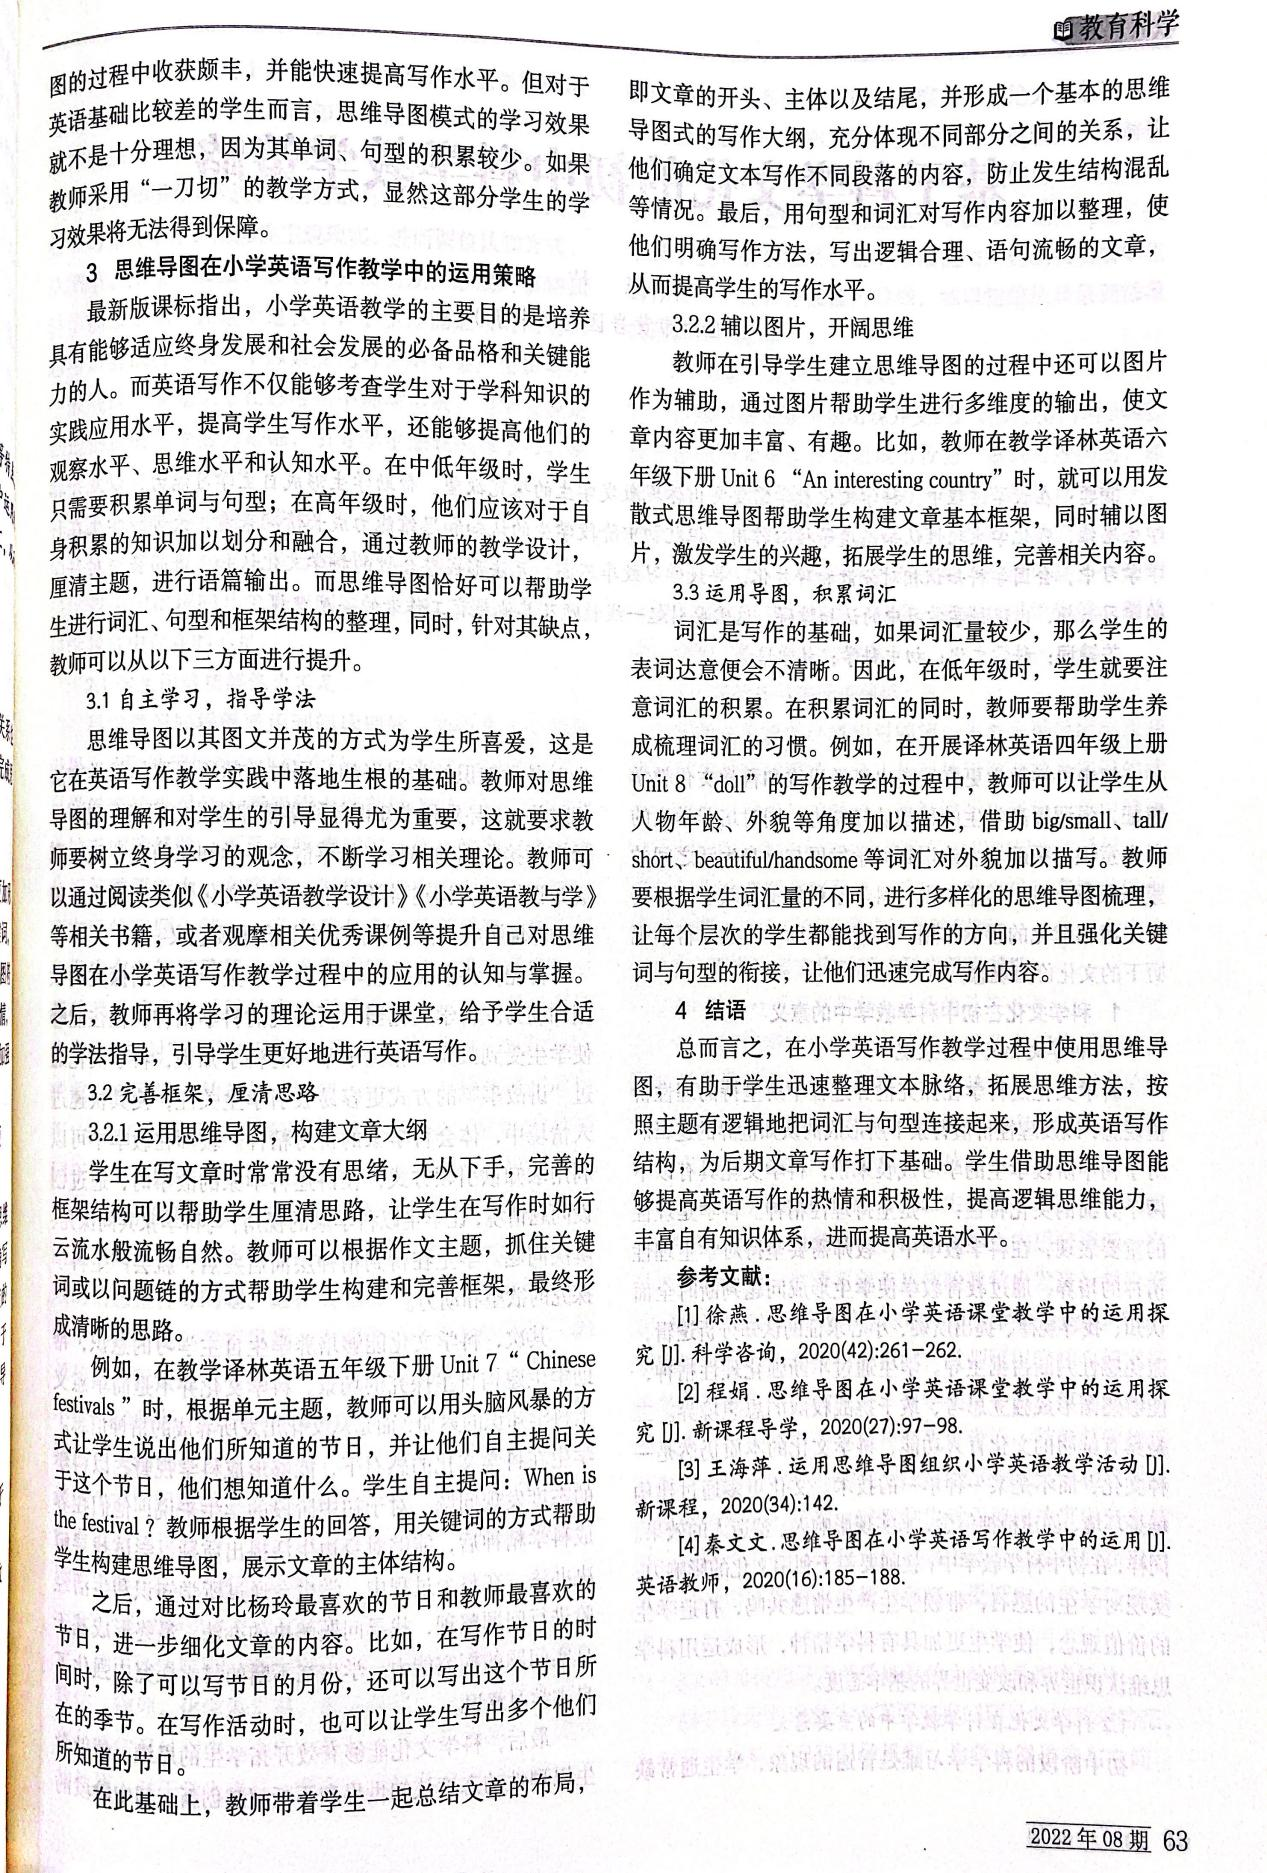 教育科学
图的过程中收获颇丰，并能快速提高写作水平。但对于
英语基础比较差的学生而言，思维导图模式的学习效果
就不是十分理想，因为其单词、句型的积累较少。如果
教师采用“一刀切”的教学方式，显然这部分学生的学
习效果将无法得到保障。
3 思维导图在小学英语写作教学中的运用策略
最新版课标指出，小学英语教学的主要目的是培养
具有能够适应终身发展和社会发展的必备品格和关键能
力的人。而英语写作不仅能够考查学生对于学科知识的
实践应用水平，提高学生写作水平，还能够提高他们的
观察水平、思维水平和认知水平。在中低年级时，学生
只需要积累单词与句型；在高年级时，他们应该对于自
身积累的知识加以划分和融合，通过教师的教学设计，
厘清主题，进行语篇输出。而思维导图恰好可以帮助学
生进行词汇、句型和框架结构的整理，同时，针对其缺点，
教师可以从以下三方面进行提升。
3.1 自主学习，指导学法
思维导图以其图文并茂的方式为学生所喜爱，这是
它在英语写作教学实践中落地生根的基础。教师对思维
导图的理解和对学生的引导显得尤为重要，这就要求教
师要树立终身学习的观念，不断学习相关理论。教师可
以通过阅读类似《小学英语教学设计》《小学英语教与学》
等相关书籍，或者观摩相关优秀课例等提升自己对思维
导图在小学英语写作教学过程中的应用的认知与掌握。
之后，教师再将学习的理论运用于课堂，给予学生合适
的学法指导，引导学生更好地进行英语写作。
3.2 完善框架，厘清思路
3.2.1 运用思维导图，构建文章大纲
学生在写文章时常常没有思绪，无从下手，完善的
框架结构可以帮助学生厘清思路，让学生在写作时如行
云流水般流畅自然。教师可以根据作文主题，抓住关键
词或以问题链的方式帮助学生构建和完善框架，最终形
成清晰的思路。
例如，在教学译林英语五年级下册 Unit 7 “ Chinese
festivals ” 时，根据单元主题，教师可以用头脑风暴的方
式让学生说出他们所知道的节日，并让他们自主提问关
于这个节日，他们想知道什么。学生自主提问：When is
the festival？教师根据学生的回答，用关键词的方式帮助
学生构建思维导图，展示文章的主体结构。
之后，通过对比杨玲最喜欢的节日和教师最喜欢的
节日，进一步细化文章的内容。比如，在写作节日的时
间时，除了可以写节日的月份，还可以写出这个节日所
在的季节。在写作活动时，也可以让学生写出多个他们
所知道的节日。
在此基础上，教师带着学生一起总结文章的布局，
即文章的开头、主体以及结尾，并形成一个基本的思维
导图式的写作大纲，充分体现不同部分之间的关系，让
他们确定文本写作不同段落的内容，防止发生结构混乱
等情况。最后，用句型和词汇对写作内容加以整理，使
他们明确写作方法，写出逻辑合理、语句流畅的文章，
从而提高学生的写作水平。
3.2.2 辅以图片，开阔思维
教师在引导学生建立思维导图的过程中还可以图片
作为辅助，通过图片帮助学生进行多维度的输出，使文
章内容更加丰富、有趣。比如，教师在教学译林英语六
年级下册 Unit 6 “An interesting country” 时，就可以用发
散式思维导图帮助学生构建文章基本框架，同时辅以图
片，激发学生的兴趣，拓展学生的思维，完善相关内容。
3.3 运用导图，积累词汇
词汇是写作的基础，如果词汇量较少，那么学生的
表词达意便会不清晰。因此，在低年级时，学生就要注
意词汇的积累。在积累词汇的同时，教师要帮助学生养
成梳理词汇的习惯。例如，在开展译林英语四年级上册
Unit 8 “doll” 的写作教学的过程中，教师可以让学生从
人物年龄、外貌等角度加以描述，借助 big/small、tall/
short、beautiful/handsome 等词汇对外貌加以描写。教师
要根据学生词汇量的不同，进行多样化的思维导图梳理，
让每个层次的学生都能找到写作的方向，并且强化关键
词与句型的衔接，让他们迅速完成写作内容。
4 结语
总而言之，在小学英语写作教学过程中使用思维导
图，有助于学生迅速整理文本脉络，拓展思维方法，按
照主题有逻辑地把词汇与句型连接起来，形成英语写作
结构，为后期文章写作打下基础。学生借助思维导图能
够提高英语写作的热情和积极性，提高逻辑思维能力，
丰富自有知识体系，进而提高英语水平。
参考文献：
[1] 徐燕 . 思维导图在小学英语课堂教学中的运用探
究 [J]. 科学咨询，2020(42):261-262.
[2] 程娟 . 思维导图在小学英语课堂教学中的运用探
究 [J]. 新课程导学，2020(27):97-98.
[3] 王海萍 . 运用思维导图组织小学英语教学活动 [J].
新课程，2020(34):142.
[4] 秦文文 . 思维导图在小学英语写作教学中的运用 [J].
英语教师，2020(16):185-188.
2022 年 08 期 63